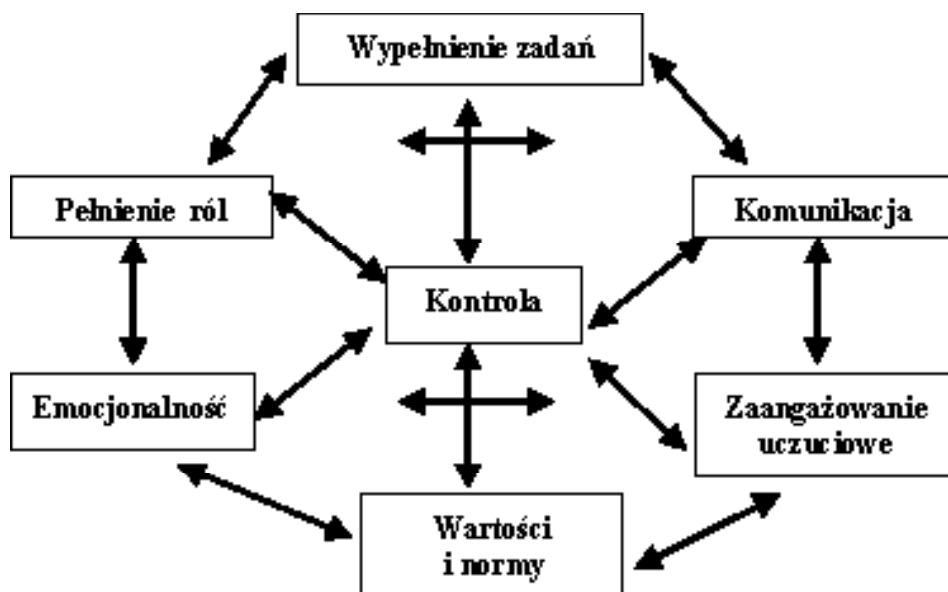 Wypełnienie zadań
Pełnienie ról
Komunikacja
Kontrola
Emocjonalność
Zaangażowanie
uczuciowe
Wartości
i normy